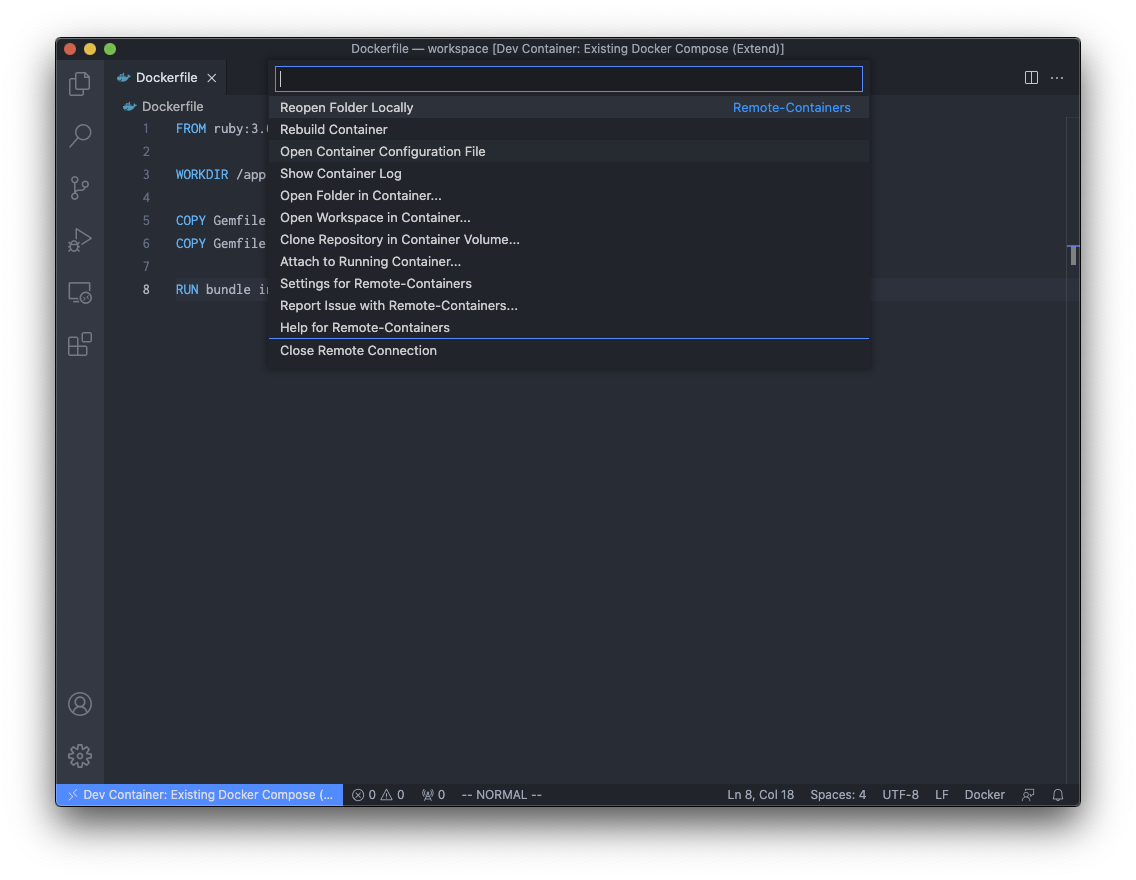 Dockerfile — workspace [Dev Container: Existing Docker Compose (Extend)]
Dockerfile
Dockerfile
Reopen Folder Locally Remote-Containers
Rebuild Container
Open Container Configuration File
Show Container Log
Open Folder in Container...
Open Workspace in Container...
Clone Repository in Container Volume...
Attach to Running Container...
Settings for Remote-Containers
Report Issue with Remote-Containers...
Help for Remote-Containers
Close Remote Connection
1 FROM ruby:3.
2
3 WORKDIR /app
4
5 COPY Gemfile
6 COPY Gemfile
7
8 RUN bundle i
Dev Container: Existing Docker Compose (... 0 0 0 -- NORMAL -- Ln 8, Col 18 Spaces: 4 UTF-8 LF Docker